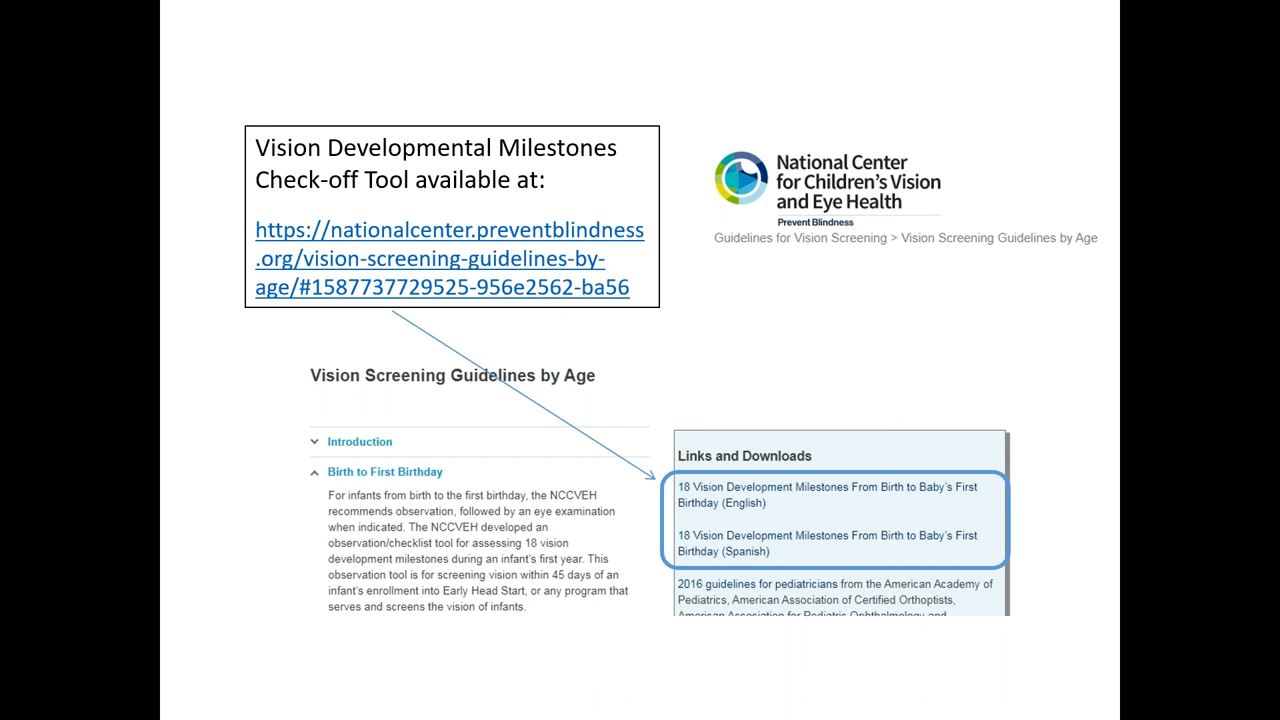 Vision Developmental Milestones
Check-off Tool available at:
https://nationalcenter.preventblindness
.org/vision-screening-guidelines-by-
age/#1587737729525-956e2562-ba56
National Center
for Children's Vision
and Eye Health
Prevent Blindness
Guidelines for Vision Screening > Vision Screening Guidelines by Age
Vision Screening Guidelines by Age
Introduction
Birth to First Birthday
For infants from birth to the first birthday, the NCCVEH
recommends observation, followed by an eye examination
when indicated. The NCCVEH developed an
observation/checklist tool for assessing 18 vision
development milestones during an infant's first year. This
observation tool is for screening vision within 45 days of an
infant's enrollment into Early Head Start, or any program that
serves and screens the vision of infants.
Links and Downloads
18 Vision Development Milestones From Birth to Baby's First
Birthday (English)
18 Vision Development Milestones From Birth to Baby's First
Birthday (Spanish)
2016 guidelines for pediatricians from the American Academy of
Pediatrics, American Association of Certified Orthoptists,
American Association for Pediatric Ophthalmology and